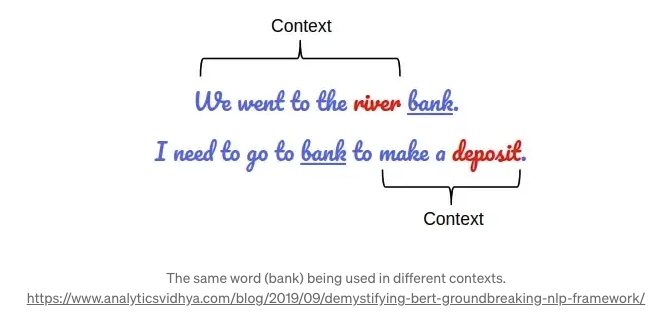 Context
We went to the river bank.
I need to go to bank to make a deposit.
Context
The same word (bank) being used in different contexts.
https://www.analyticsvidhya.com/blog/2019/09/demystifying-bert-groundbreaking-nlp-framework/